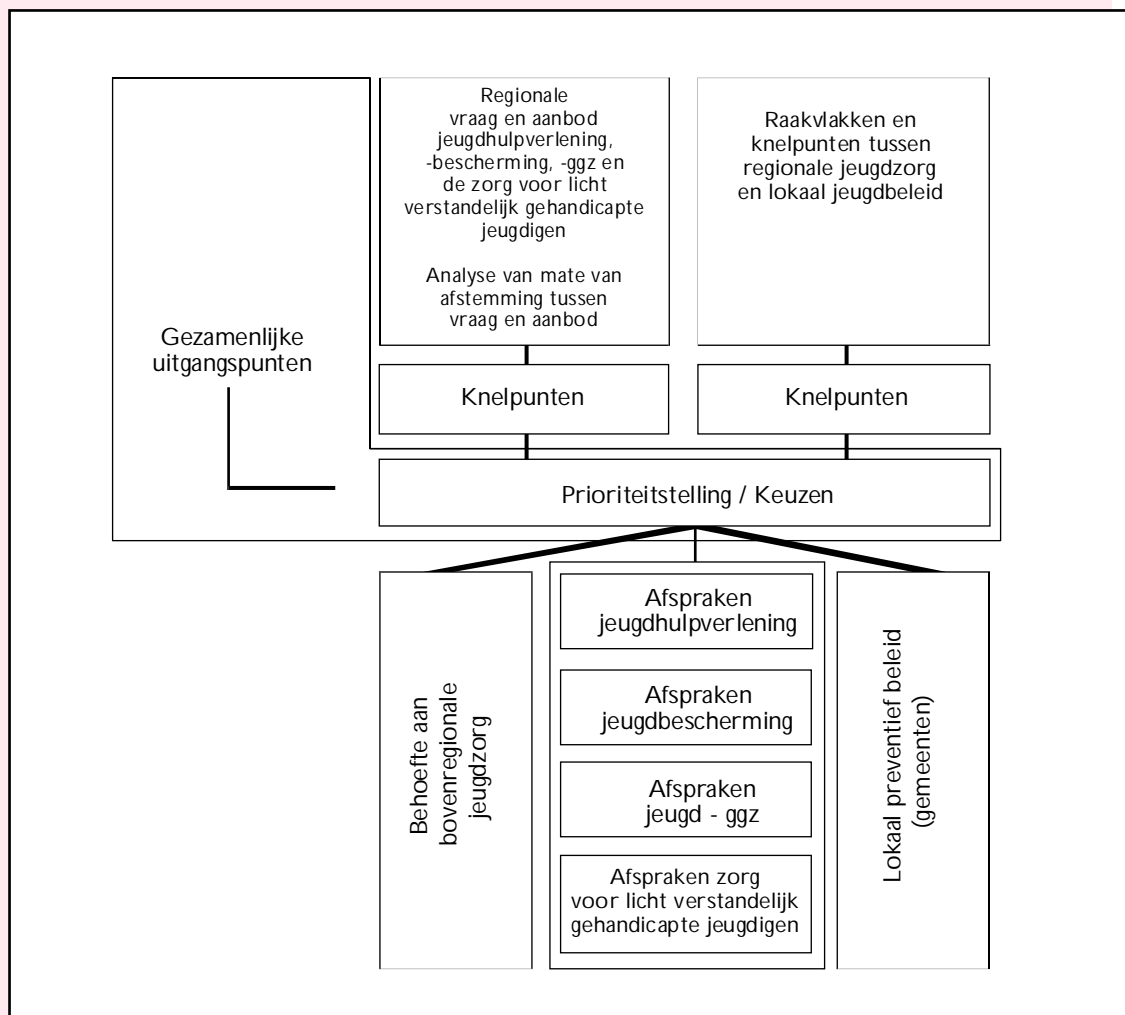 Regionale
vraag en aanbod
jeugdhulpverlening,
-bescherming, -ggz en
de zorg voor licht
verstandelijk gehandicapte
jeugdigen
Analyse van mate van
afstemming tussen
vraag en aanbod
Raakvlakken en
knelpunten tussen
regionale jeugdzorg
en lokaal jeugdbeleid
Gezamenlijke
uitgangspunten
Knelpunten
Knelpunten
Prioriteitstelling / Keuzen
Behoefte aan
bovenregionale
jeugdzorg
Afspraken
jeugdhulpverlening
Afspraken
jeugdbescherming
Afspraken
jeugd - ggz
Afspraken zorg
voor licht verstandelijk
gehandicapte jeugdigen
Lokaal preventief beleid
(gemeenten)